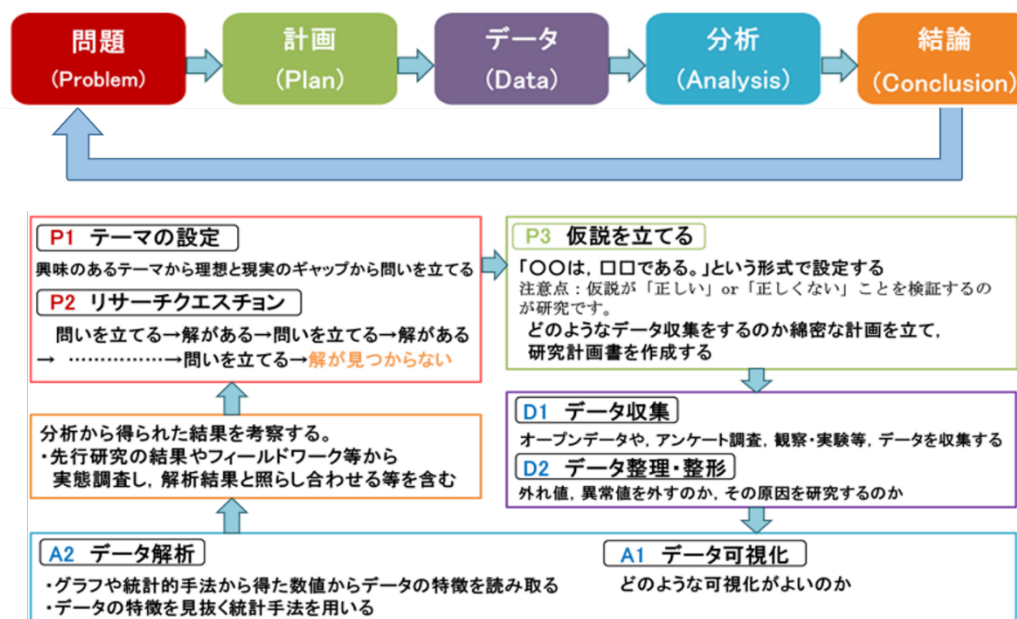 問題
(Problem)
計画
(Plan)
データ
(Data)
分析
(Analysis)
結論
(Conclusion)
P1 テーマの設定
興味のあるテーマから理想と現実のギャップから問いを立てる
P2 リサーチクエスチョン
問いを立てる→解がある→問いを立てる→解がある
→ ……………→問いを立てる→解が見つからない
P3 仮説を立てる
「〇〇は，□□である。」という形式で設定する
注意点：仮説が「正しい」or「正しくない」ことを検証するの
が研究です。
どのようなデータ収集をするのか綿密な計画を立て，
研究計画書を作成する
D1 データ収集
オープンデータや，アンケート調査，観察・実験等，データを収集する
D2 データ整理・整形
外れ値，異常値を外すのか，その原因を研究するのか
A1 データ可視化
どのような可視化がよいのか
A2 データ解析
・グラフや統計的手法から得た数値からデータの特徴を読み取る
・データの特徴を見抜く統計手法を用いる
分析から得られた結果を考察する。
・先行研究の結果やフィールドワーク等から
実態調査し，解析結果と照らし合わせる等を含む